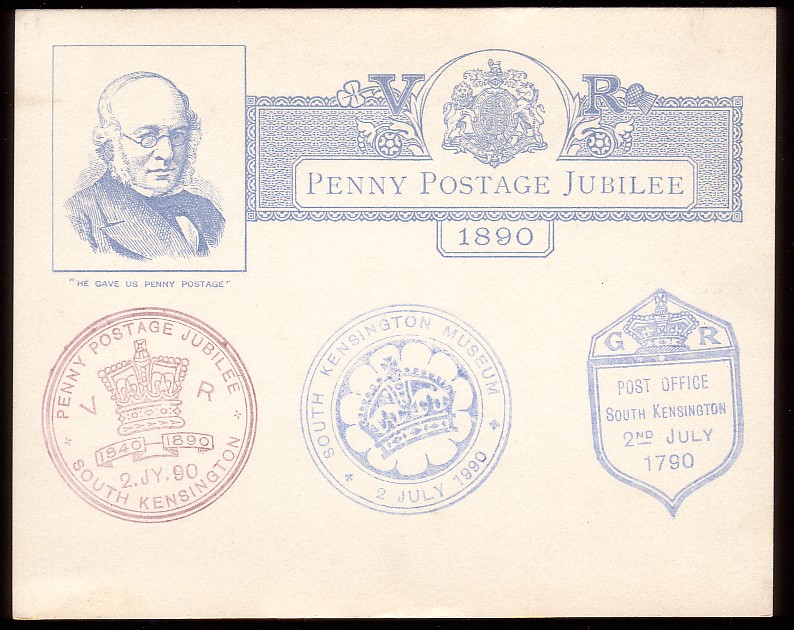 V R
PENNY POSTAGE JUBILEE
1890
"HE GAVE US PENNY POSTAGE"
PENNY POSTAGE JUBILEE
V R
1840 1890
2.JY.90
SOUTH KENSINGTON
SOUTH KENSINGTON MUSEUM
2 JULY 1990
G R
POST OFFICE
SOUTH KENSINGTON
2ND JULY
1790